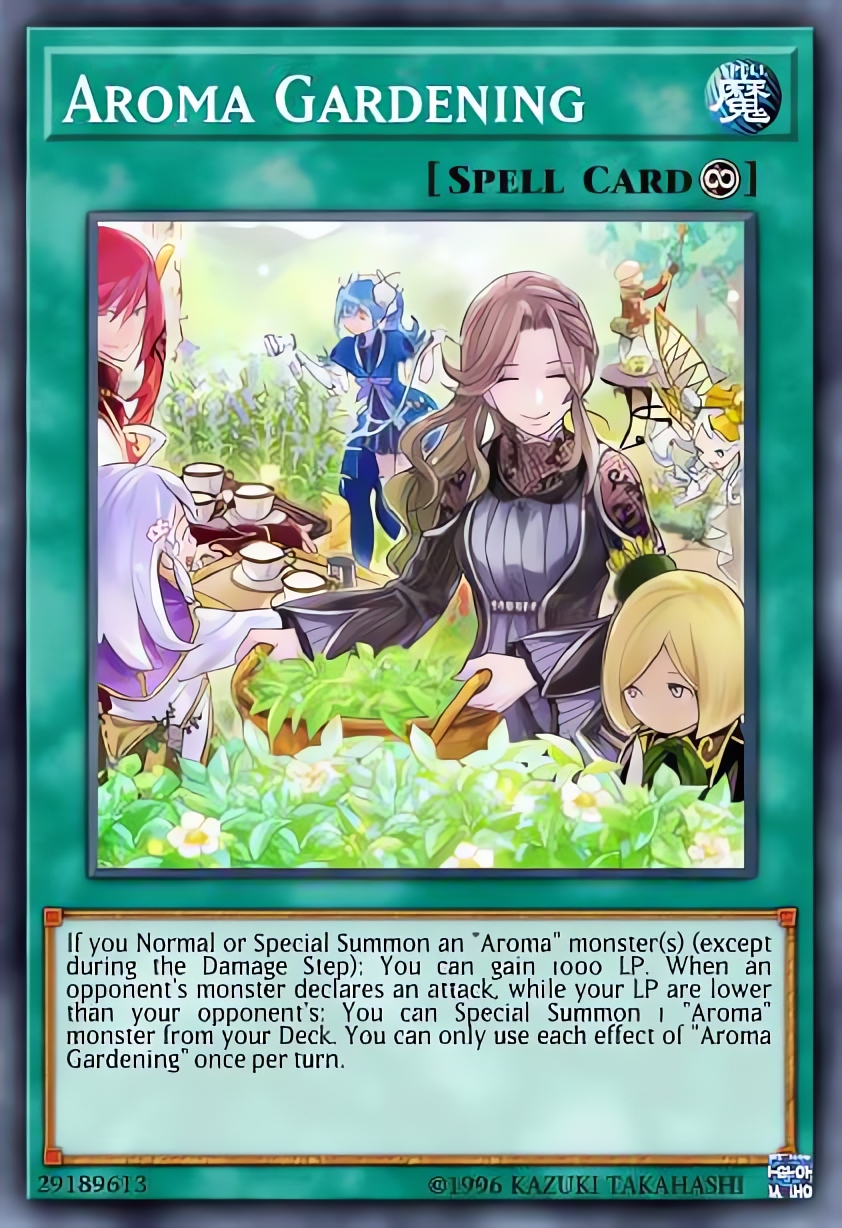 AROMA GARDENING
魔
[SPELL CARD]
If you Normal or Special Summon an "Aroma" monster(s) (except
during the Damage Step): You can gain 1000 LP. When an
opponent's monster declares an attack, while your LP are lower
than your opponent's: You can Special Summon 1 "Aroma"
monster from your Deck. You can only use each effect of "Aroma
Gardening" once per turn.
29189613
©1996 KAZUKI TAKAHASHI